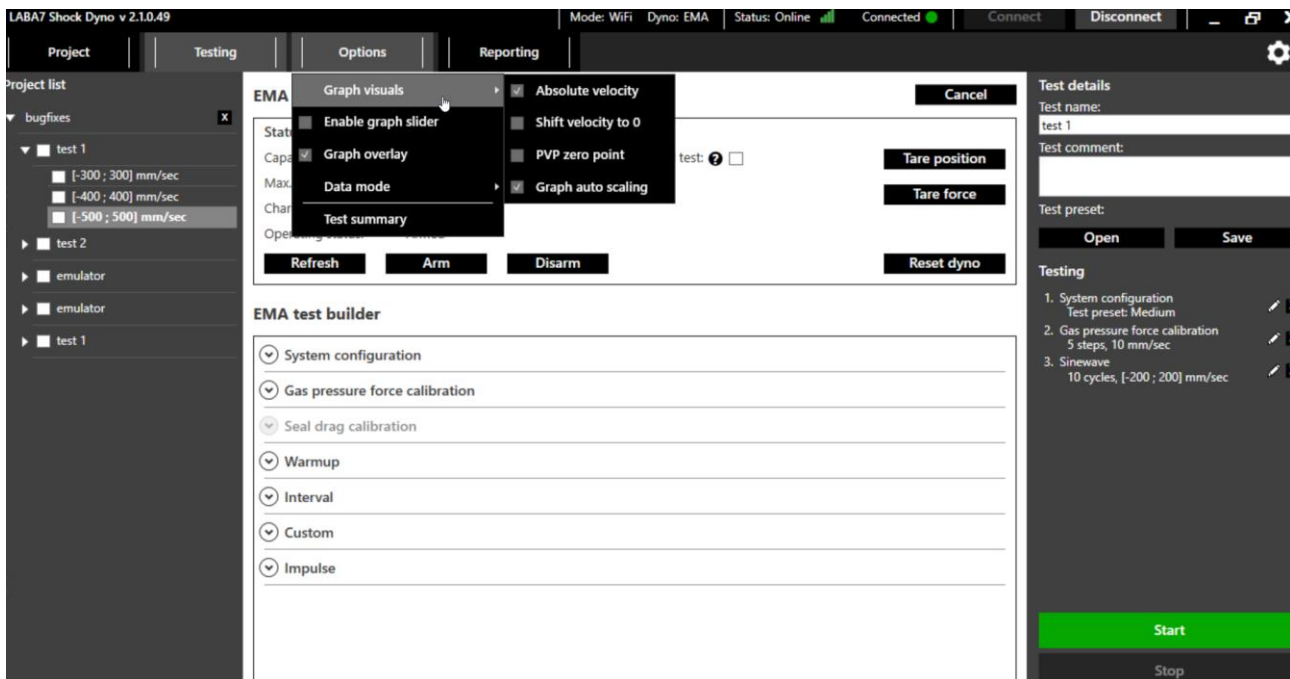 LABA7 Shock Dyno v 2.1.0.49
Mode: WiFi Dyno: EMA Status: Online Connected Connect Disconnect
Project Testing Options Reporting
Project list
bugfixes X
test 1
[-300 ; 300] mm/sec
[-400 ; 400] mm/sec
[-500 ; 500] mm/sec
test 2
emulator
emulator
test 1
Graph visuals
Enable graph slider
Graph overlay
Data mode
Test summary
Absolute velocity
Shift velocity to 0
PVP zero point
Graph auto scaling
EMA
Cancel
test: ?
Tare position
Max.
Tare force
Refresh Arm Disarm Reset dyno
EMA test builder
System configuration
Gas pressure force calibration
Seal drag calibration
Warmup
Interval
Custom
Impulse
Test details
Test name:
test 1
Test comment:
Test preset:
Open Save
Testing
1. System configuration
Test preset: Medium
2. Gas pressure force calibration
5 steps, 10 mm/sec
3. Sinewave
10 cycles, [-200 ; 200] mm/sec
Start
Stop